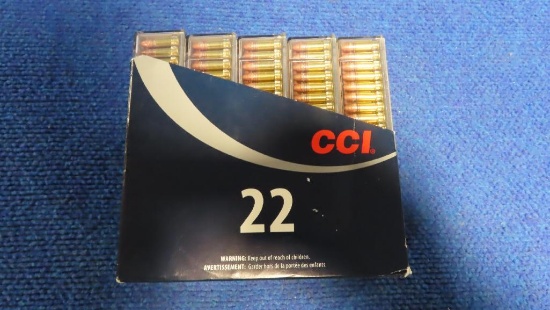 CCI®
22
WARNING: Keep out of reach of children.
AVERTISSEMENT: Garder hors de la portée des enfants